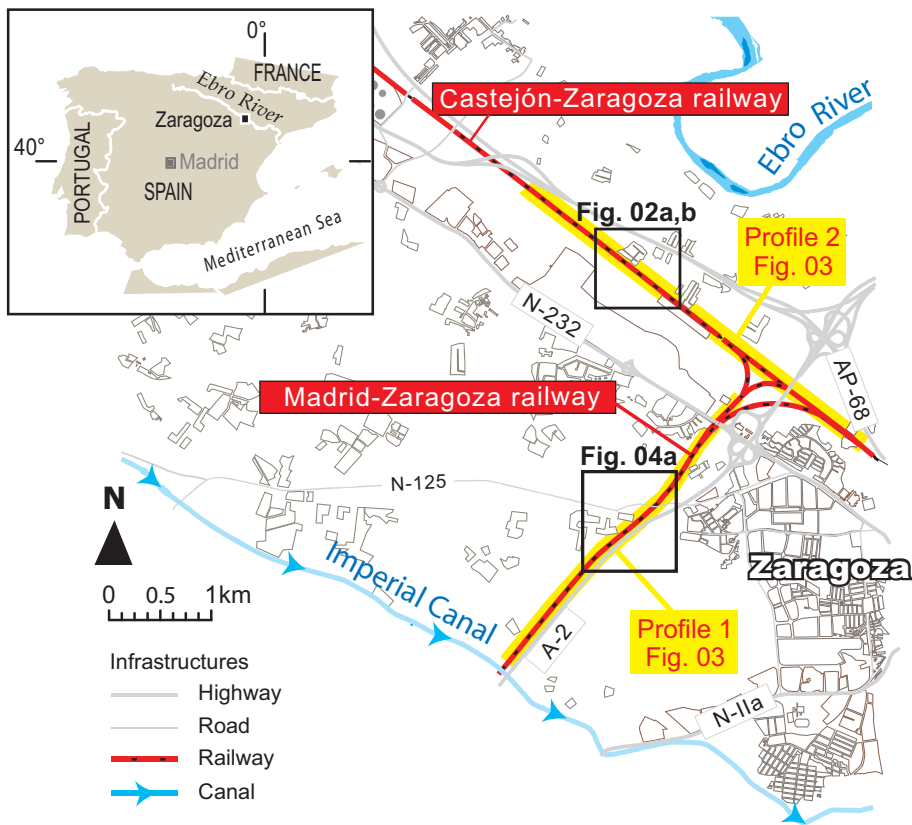 0°
FRANCE
Ebro River
Zaragoza
40°
Madrid
PORTUGAL
SPAIN
Mediterranean Sea
Castejón-Zaragoza railway
Ebro River
Fig. 02a,b
Profile 2
Fig. 03
N-232
AP-68
Madrid-Zaragoza railway
Fig. 04a
N-125
N
Imperial Canal
Zaragoza
0
1km
A-2
Profile 1
Fig. 03
N-IIa
Infrastructures
Highway
Road
Railway
Canal